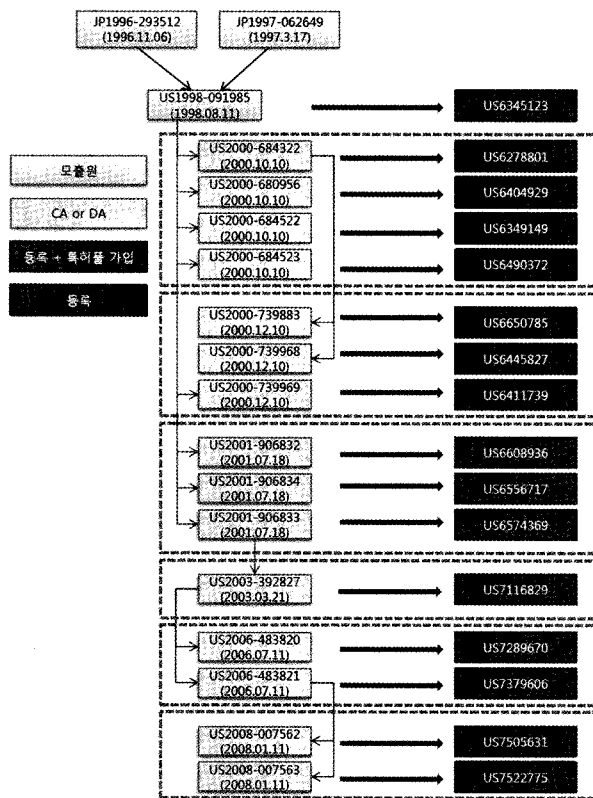 JP1996-293512
(1996.11.06)
JP1997-062649
(1997.3.17)
US1998-091985
(1998.08.11)
US6345123
US2000-684322
(2000.10.10)
US6278801
모출원
US2000-680956
(2000.10.10)
US6404929
CA or DA
US2000-684522
(2000.10.10)
US6349149
등록 + 특허풀 가입
US2000-684523
(2000.10.10)
US6490372
등록
US2000-739883
(2000.12.10)
US6650785
US2000-739968
(2000.12.10)
US6445827
US2000-739969
(2000.12.10)
US6411739
US2001-906832
(2001.07.18)
US6608936
US2001-906834
(2001.07.18)
US6556717
US2001-906833
(2001.07.18)
US6574369
US2003-392827
(2003.03.21)
US7116829
US2006-483820
(2006.07.11)
US7289670
US2006-483821
(2006.07.11)
US7379606
US2008-007562
(2008.01.11)
US7505631
US2008-007563
(2008.01.11)
US7522775